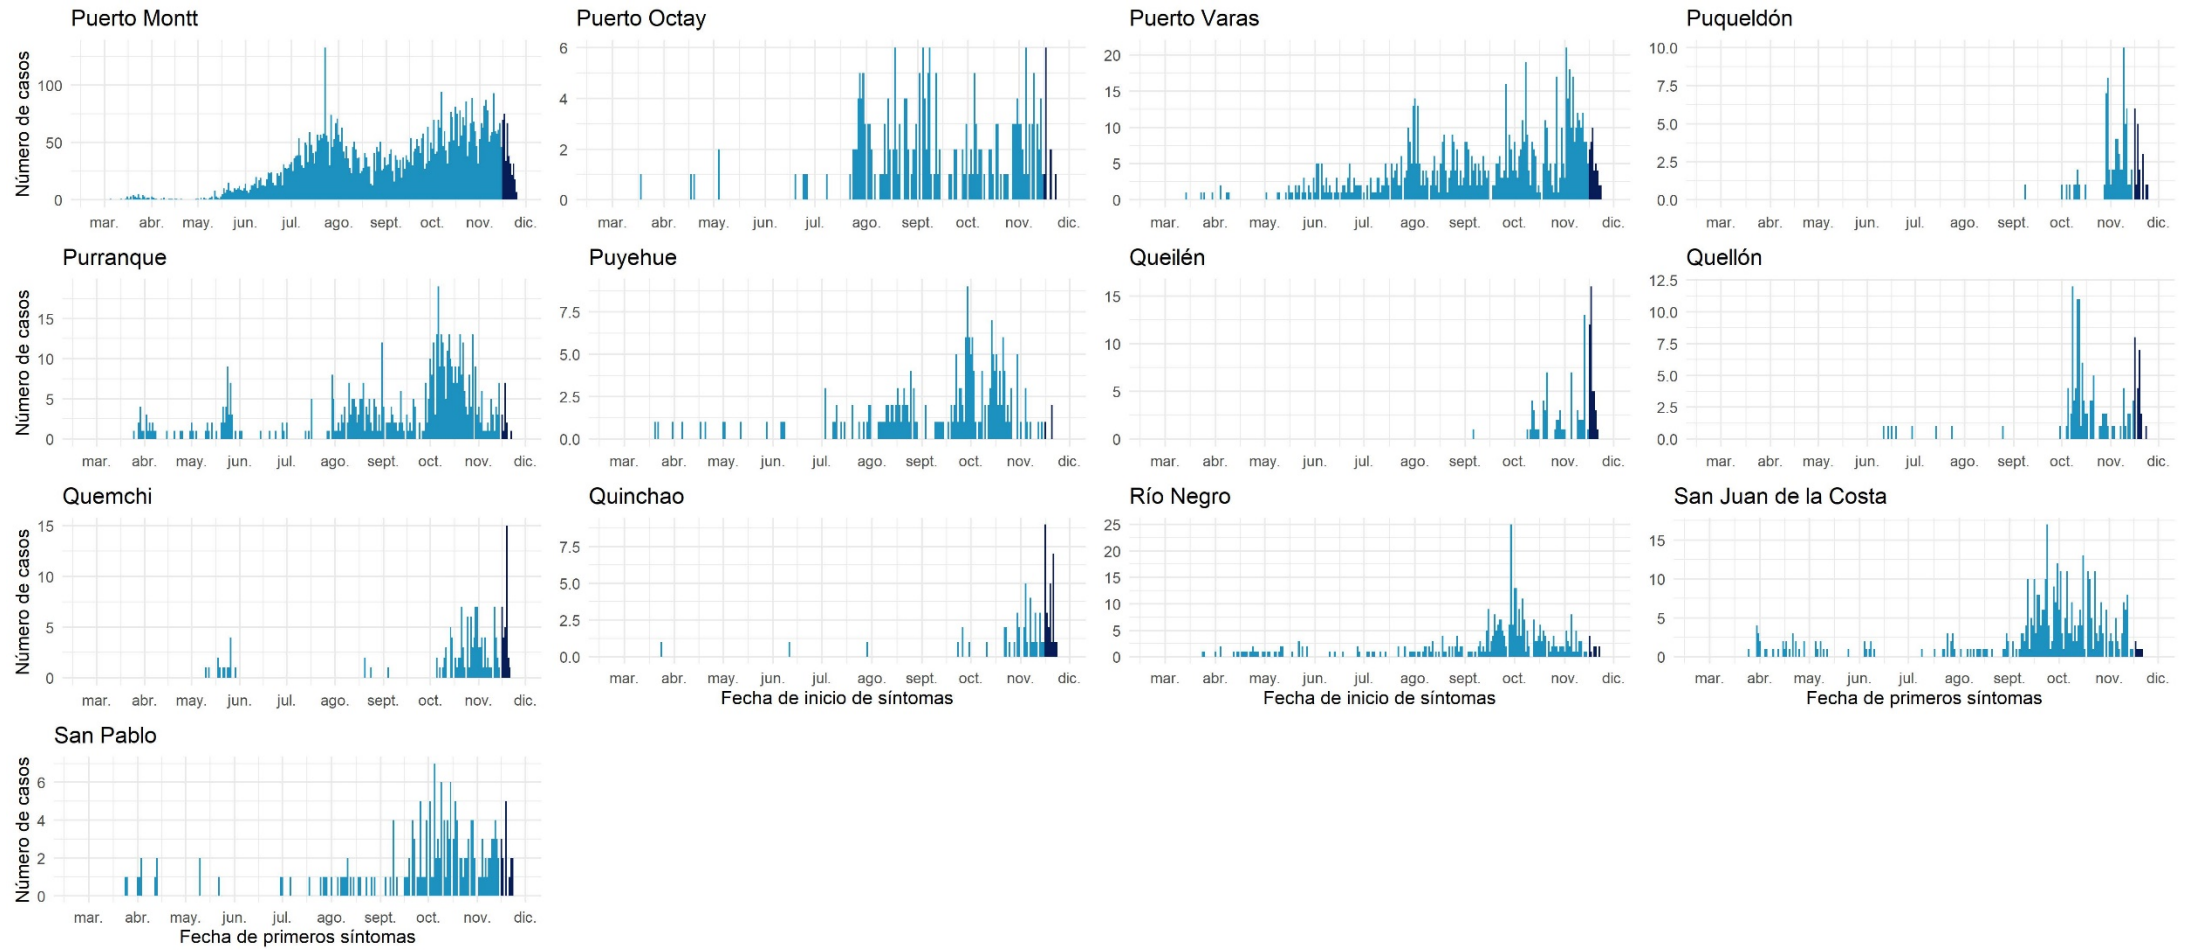 Puerto Montt
Número de casos
100
50
0
mar. abr. may. jun. jul. ago. sept. oct. nov. dic.
Puerto Octay
6
4
2
0
mar. abr. may. jun. jul. ago. sept. oct. nov. dic.
Puerto Varas
20
15
10
5
0
mar. abr. may. jun. jul. ago. sept. oct. nov. dic.
Puqueldón
10.0
7.5
5.0
2.5
0.0
mar. abr. may. jun. jul. ago. sept. oct. nov. dic.
Purranque
Número de casos
15
10
5
0
mar. abr. may. jun. jul. ago. sept. oct. nov. dic.
Puyehue
7.5
5.0
2.5
0.0
mar. abr. may. jun. jul. ago. sept. oct. nov. dic.
Queilén
15
10
5
0
mar. abr. may. jun. jul. ago. sept. oct. nov. dic.
Quellón
12.5
10.0
7.5
5.0
2.5
0.0
mar. abr. may. jun. jul. ago. sept. oct. nov. dic.
Quemchi
Número de casos
15
10
5
0
mar. abr. may. jun. jul. ago. sept. oct. nov. dic.
Quinchao
7.5
5.0
2.5
0.0
mar. abr. may. jun. jul. ago. sept. oct. nov. dic.
Fecha de inicio de síntomas
Río Negro
25
20
15
10
5
0
mar. abr. may. jun. jul. ago. sept. oct. nov. dic.
Fecha de inicio de síntomas
San Juan de la Costa
15
10
5
0
mar. abr. may. jun. jul. ago. sept. oct. nov. dic.
Fecha de primeros síntomas
San Pablo
Número de casos
6
4
2
0
mar. abr. may. jun. jul. ago. sept. oct. nov. dic.
Fecha de primeros síntomas